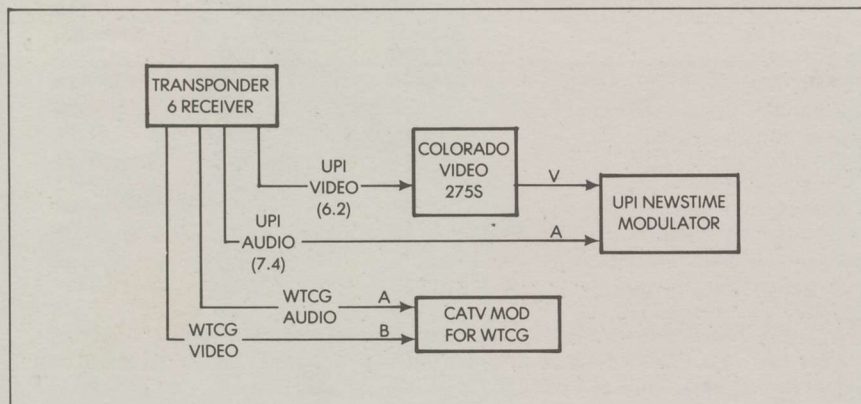 TRANSPONDER
6 RECEIVER
UPI
VIDEO
(6.2)
COLORADO
VIDEO
275S
V
UPI NEWSTIME
MODULATOR
UPI
AUDIO
(7.4)
A
WTCG
AUDIO
A
WTCG
VIDEO
B
CATV MOD
FOR WTCG